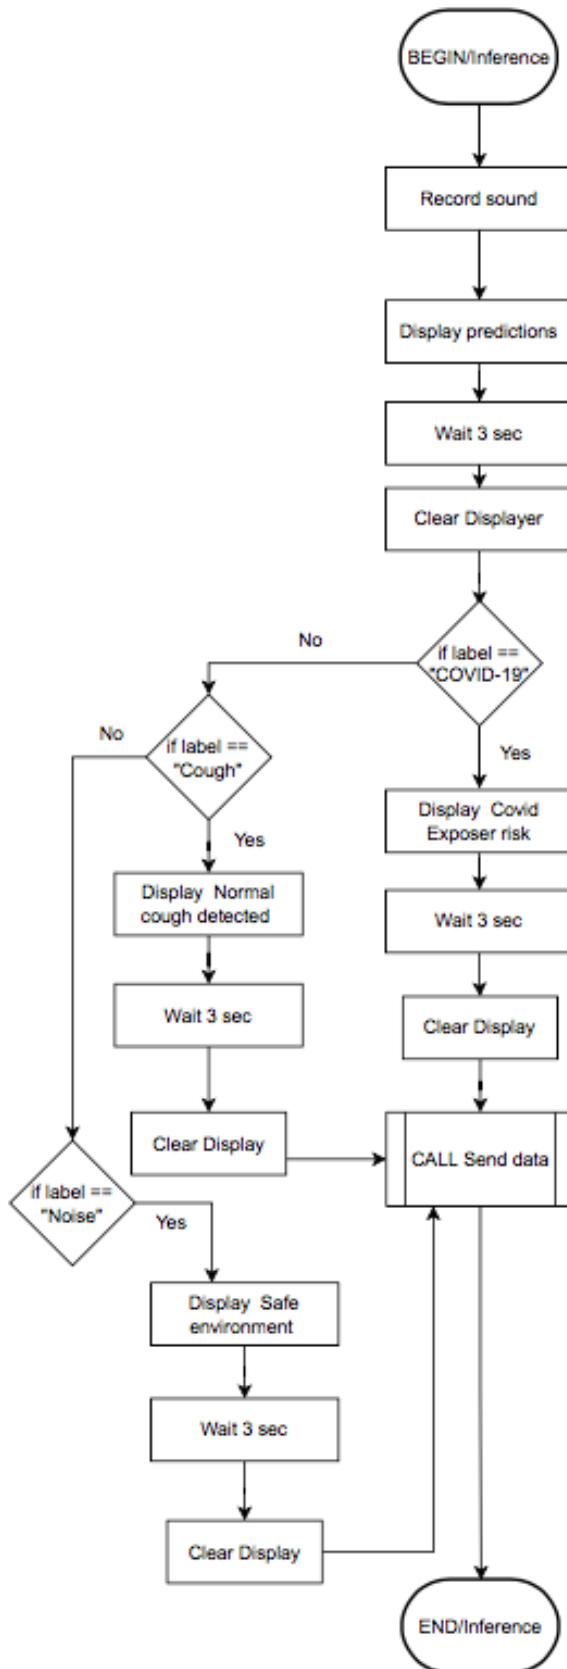 BEGIN/Inference
Record sound
Display predictions
Wait 3 sec
Clear Displayer
if label ==
"COVID-19"
No
Yes
if label ==
"Cough"
No
Yes
Display Covid
Exposer risk
Display Normal
cough detected
Wait 3 sec
Wait 3 sec
Clear Display
Clear Display
CALL Send data
if label ==
"Noise"
Yes
Display Safe
environment
Wait 3 sec
Clear Display
END/Inference